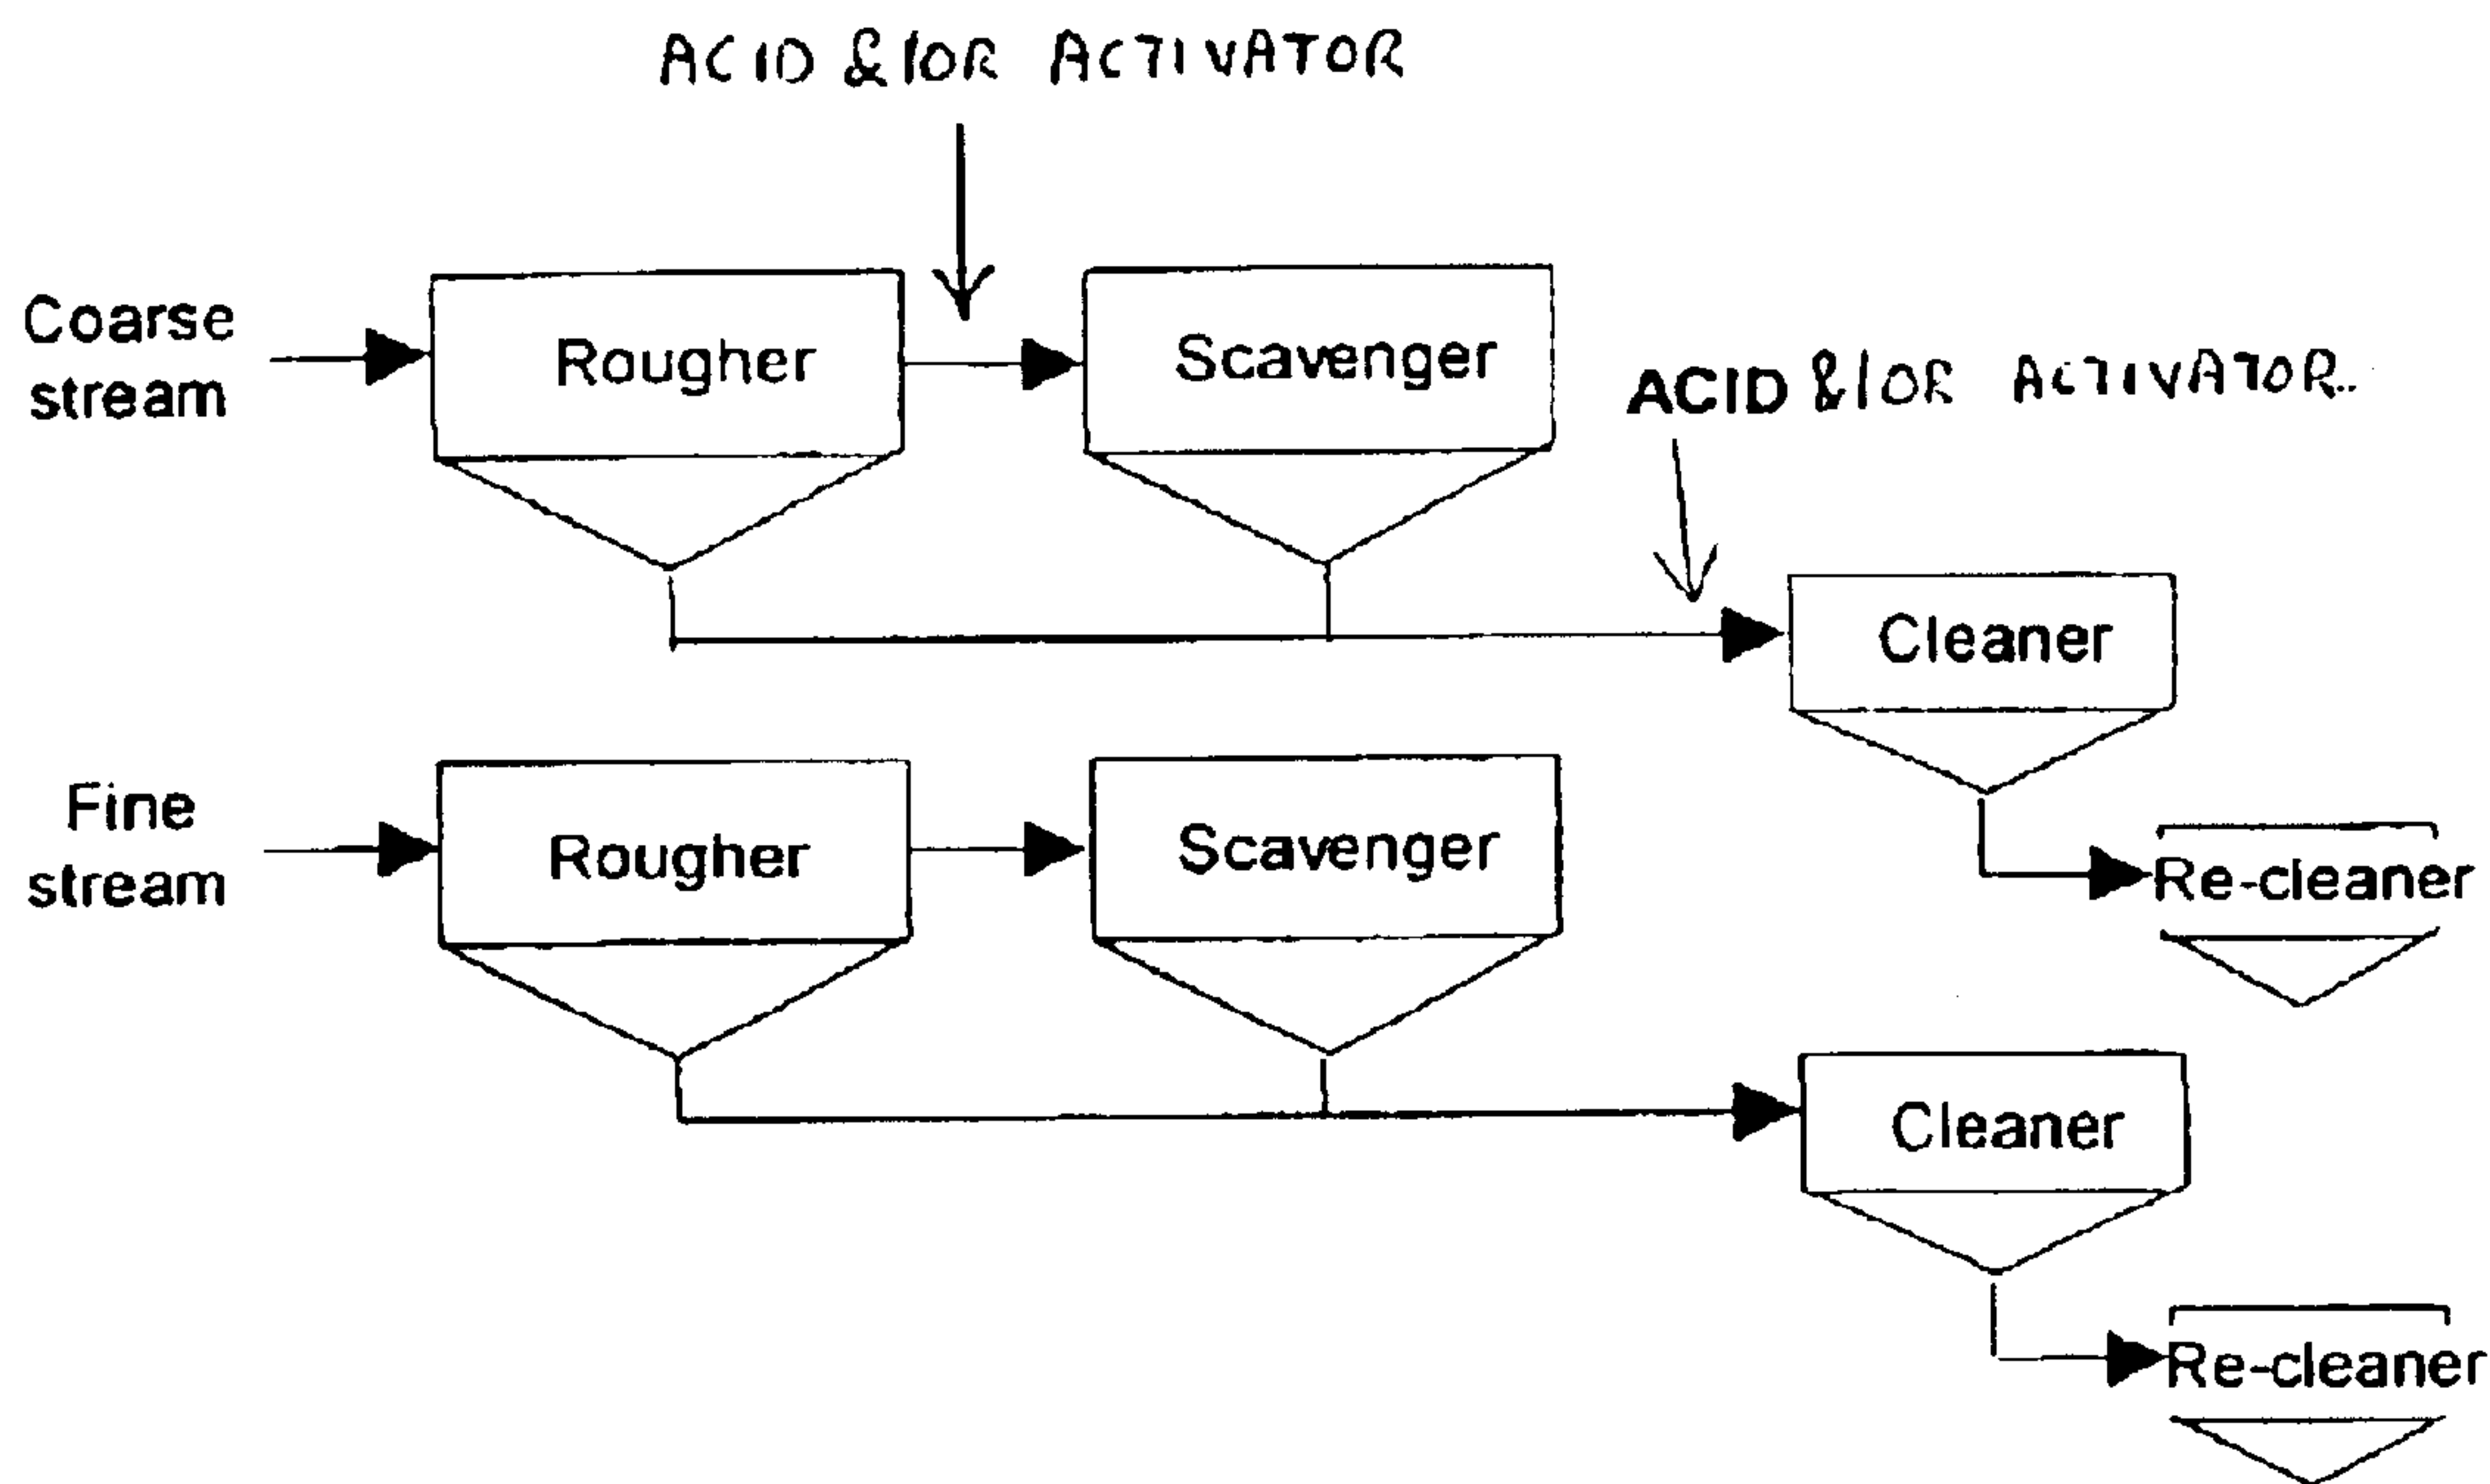 ACID &/OR ACTIVATOR
Coarse
stream
Rougher
Scavenger
ACID &/OR ACTIVATOR..
Cleaner
Fine
stream
Rougher
Scavenger
Re-cleaner
Cleaner
Re-cleaner